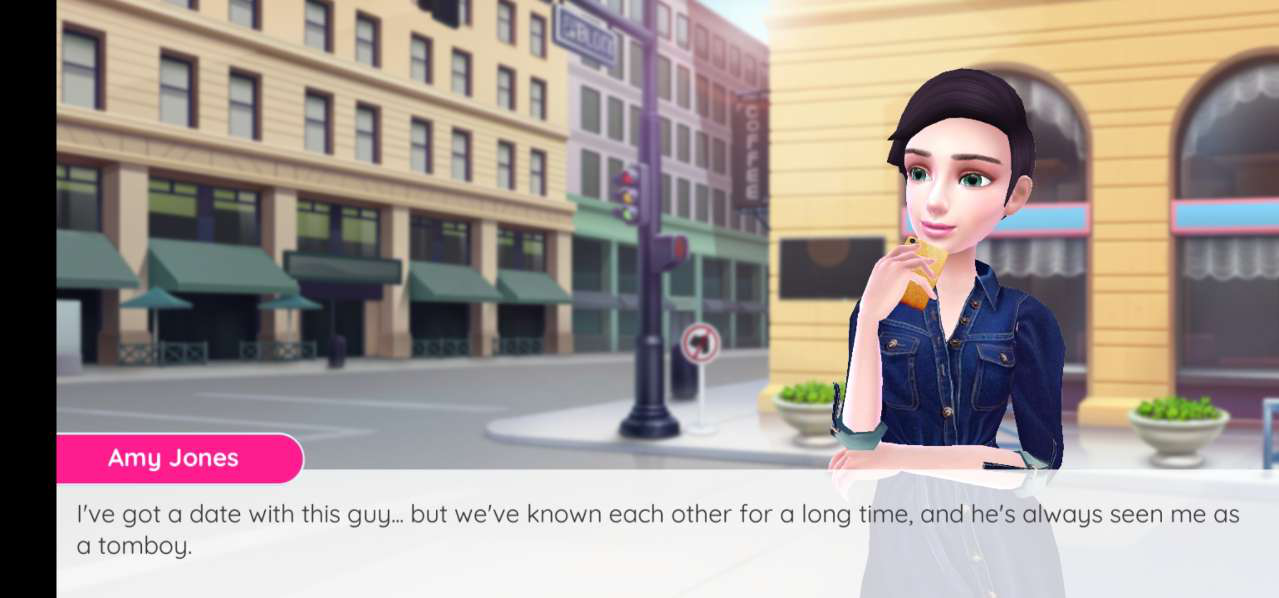 COFFEE
Amy Jones
I've got a date with this guy... but we've known each other for a long time, and he's always seen me as
a tomboy.